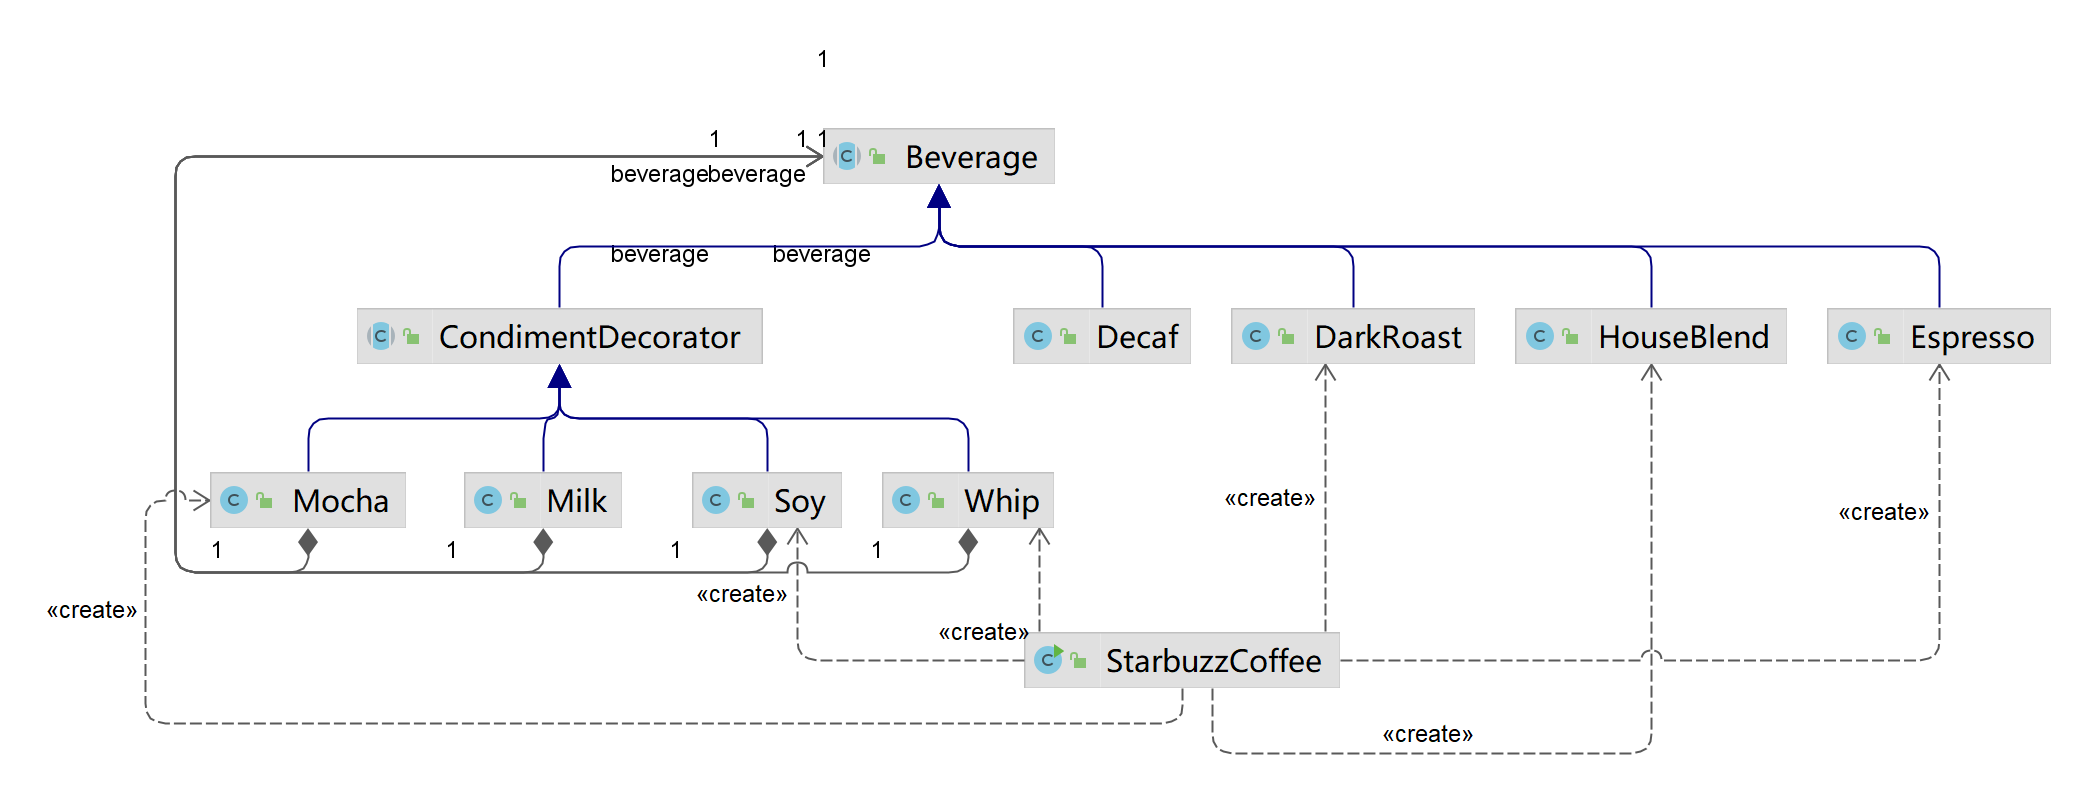 1
1 1 1
Beverage
beveragebeverage
beverage beverage
CondimentDecorator Decaf DarkRoast HouseBlend Espresso
Mocha Milk Soy Whip
«create»
«create»
1 1 1 1
«create»
«create»
«create»
StarbuzzCoffee
«create»